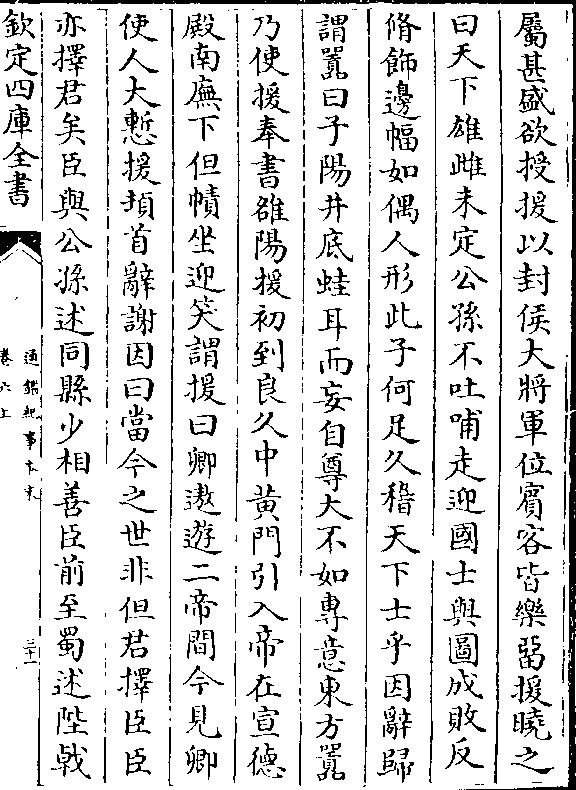 屬甚盛欲授援以封侯大將軍位賓客皆樂留援曉之
曰天下雄雌未定公孫不吐哺走迎國士與圖成敗反
脩飾邊幅如偶人形此子何足久稽天下士乎因辭歸
謂囂曰子陽井底蛙耳而妄自尊大不如專意東方囂
乃使援奉書雒陽援初到良久中黃門引入帝在宣德
殿南廡下但幘坐迎笑謂援曰卿遨遊二帝間今見卿
使人大慙援頓首辭謝因曰當今之世非但君擇臣臣
亦擇君矣臣與公孫述同縣少相善臣前至蜀述陛戟
欽定四庫全書
通鑑紀事本末
卷六上
三十一